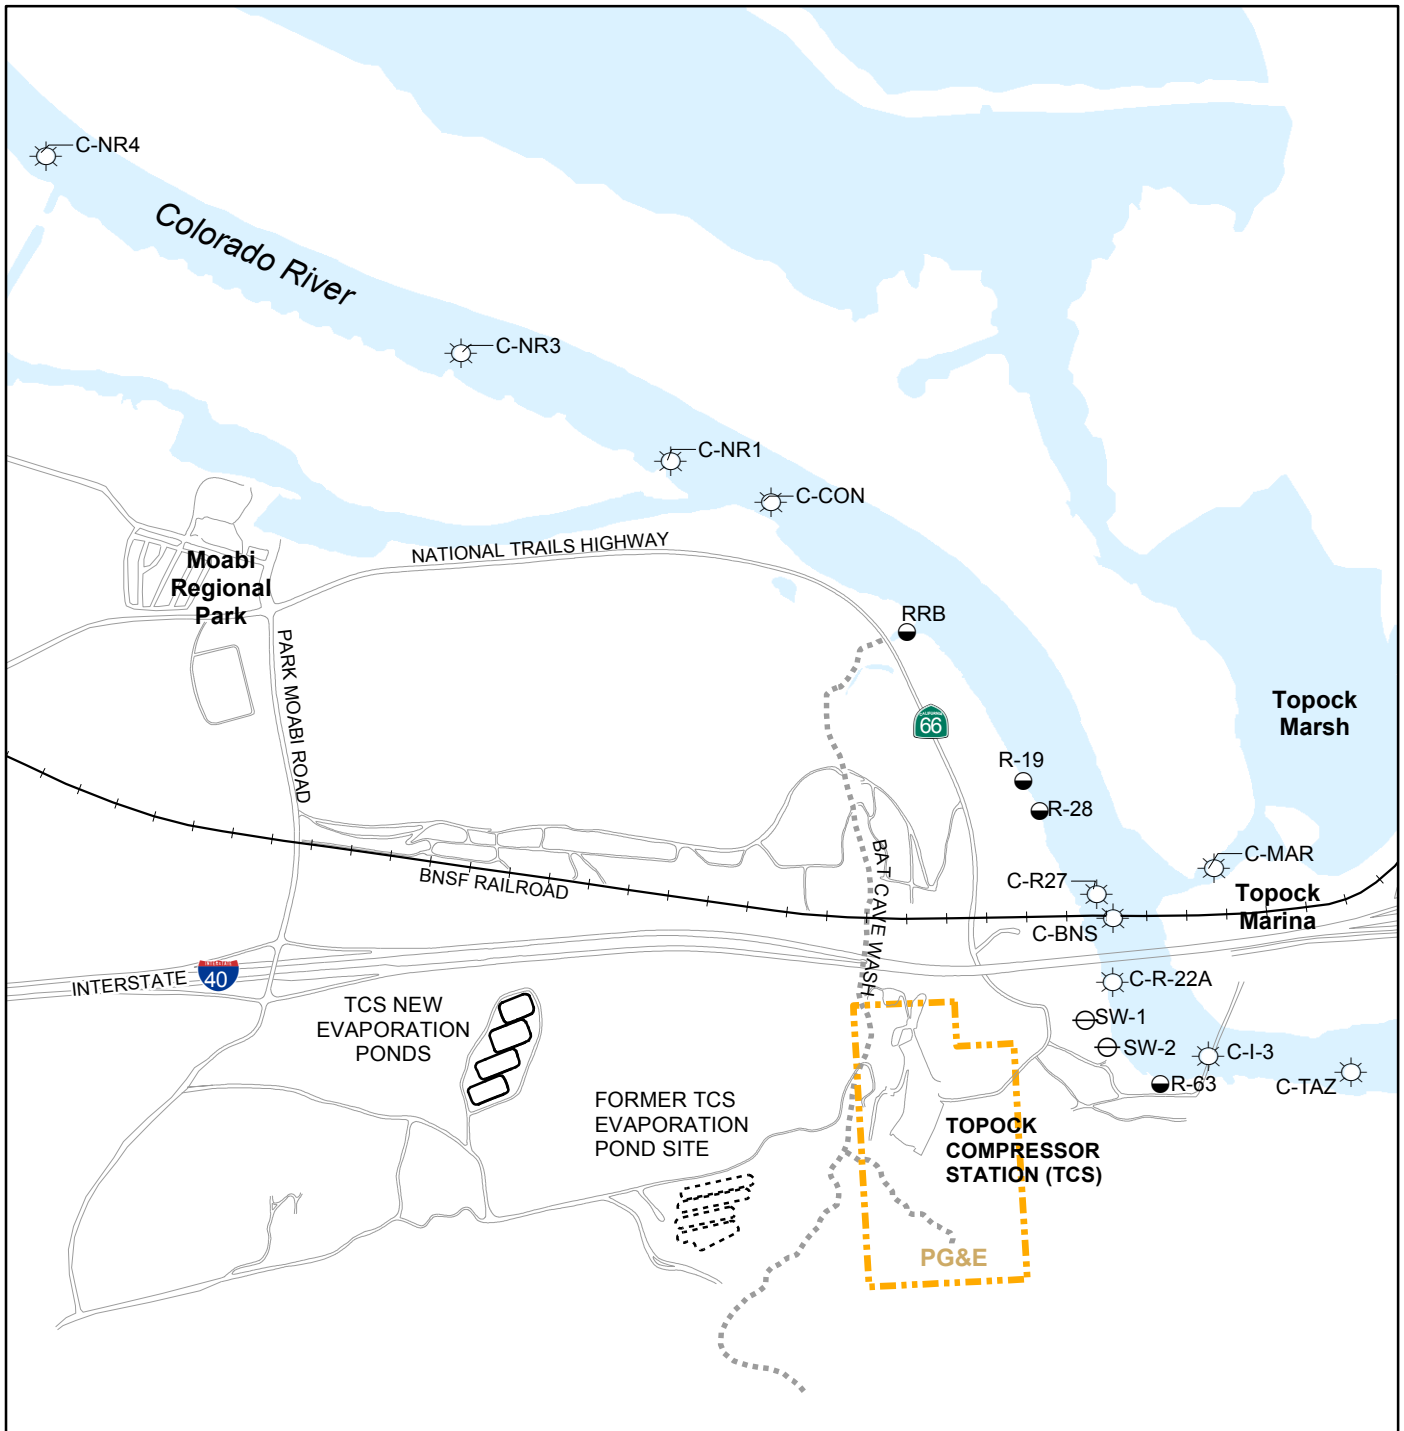 C-NR4
Colorado River
C-NR3
C-NR1
C-CON
NATIONAL TRAILS HIGHWAY
Moabi
Regional
Park
RRB
PARK MOABI ROAD
66
Topock
Marsh
R-19
R-28
BAT CAVE WASH
C-MAR
BNSF RAILROAD
C-R27
Topock
Marina
C-BNS
INTERSTATE
40
C-R-22A
TCS NEW
EVAPORATION
PONDS
SW-1
SW-2
C-I-3
R-63
C-TAZ
FORMER TCS
EVAPORATION
POND SITE
TOPOCK
COMPRESSOR
STATION (TCS)
PG&E